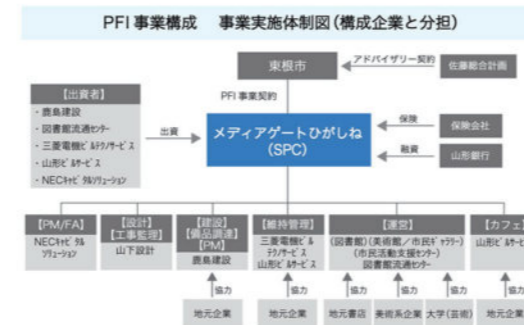 PFI 事業構成　事業実施体制図(構成企業と分担)
東根市
アドバイザリー契約
佐藤総合計画
【出資者】
・鹿島建設
・図書館流通センター
・三菱電機ビルテクノサービス
・山形ビルサービス
・NECキャピタルソリューション
PFI 事業契約
出資
メディアゲートひがしね
(SPC)
保険
保険会社
融資
山形銀行
【PM/FA】
NECキャピタル
ソリューション
【設計】
【工事監理】
山下設計
【建設】
【備品調達】
【PM】
鹿島建設
【維持管理】
三菱電機ビル
テクノサービス
山形ビルサービス
【運営】
(図書館)(美術館/市民ギャラリー)
(市民活動支援センター)
図書館流通センター
【カフェ】
山形ビルサービス
協力
協力
協力
協力
協力
協力
地元企業
地元企業
地元書店
美術系企業
大学(芸術)
地元企業